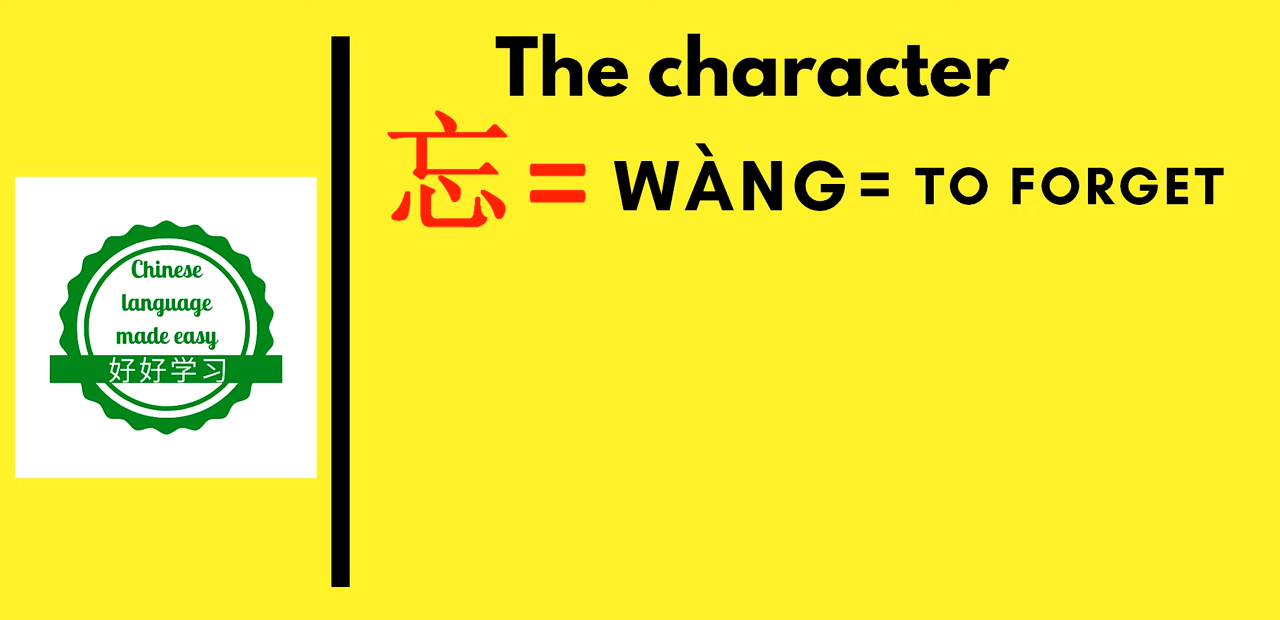 The character
忘 = WÀNG = TO FORGET
Chinese
language
made easy
好好学习